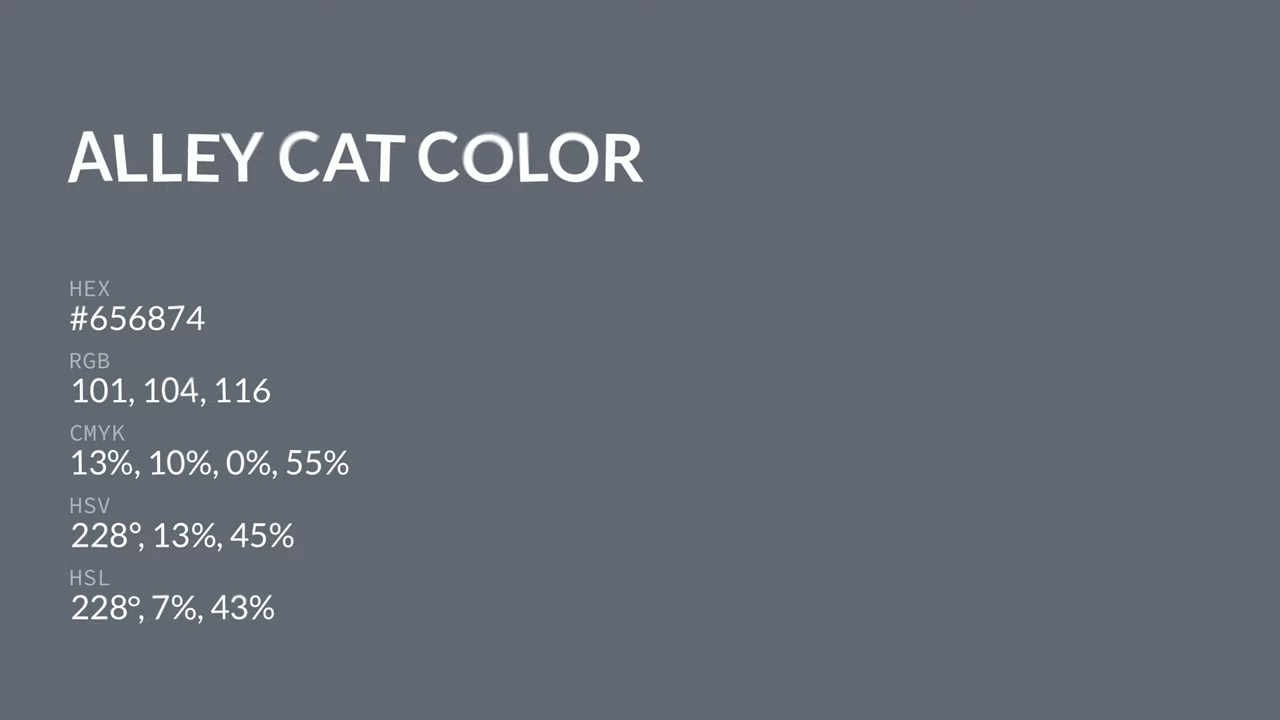 ALLEY CAT COLOR
HEX
#656874
RGB
101, 104, 116
CMYK
13%, 10%, 0%, 55%
HSV
228°, 13%, 45%
HSL
228°, 7%, 43%